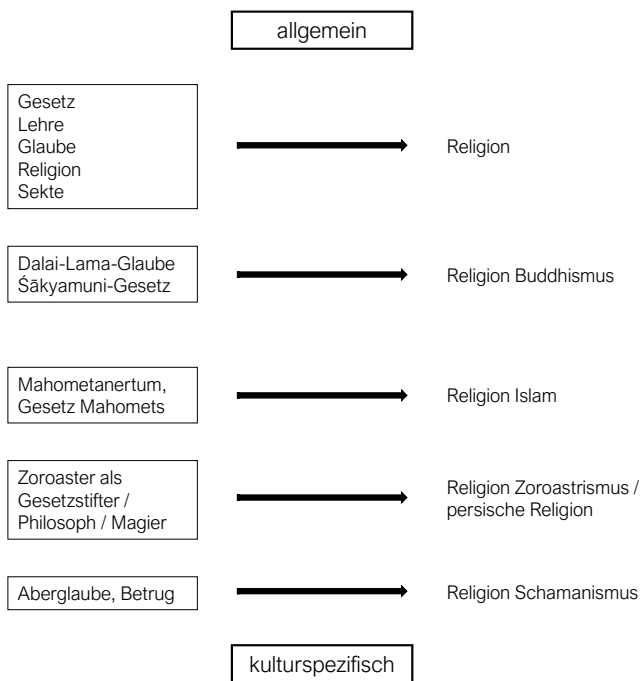 allgemein
Gesetz
Lehre
Glaube
Religion
Sekte
Religion
Dalai-Lama-Glaube
Śākyamuni-Gesetz
Religion Buddhismus
Mahometanertum,
Gesetz Mahomets
Religion Islam
Zoroaster als
Gesetzstifter /
Philosoph / Magier
Religion Zoroastrismus /
persische Religion
Aberglaube, Betrug
Religion Schamanismus
kulturspezifisch